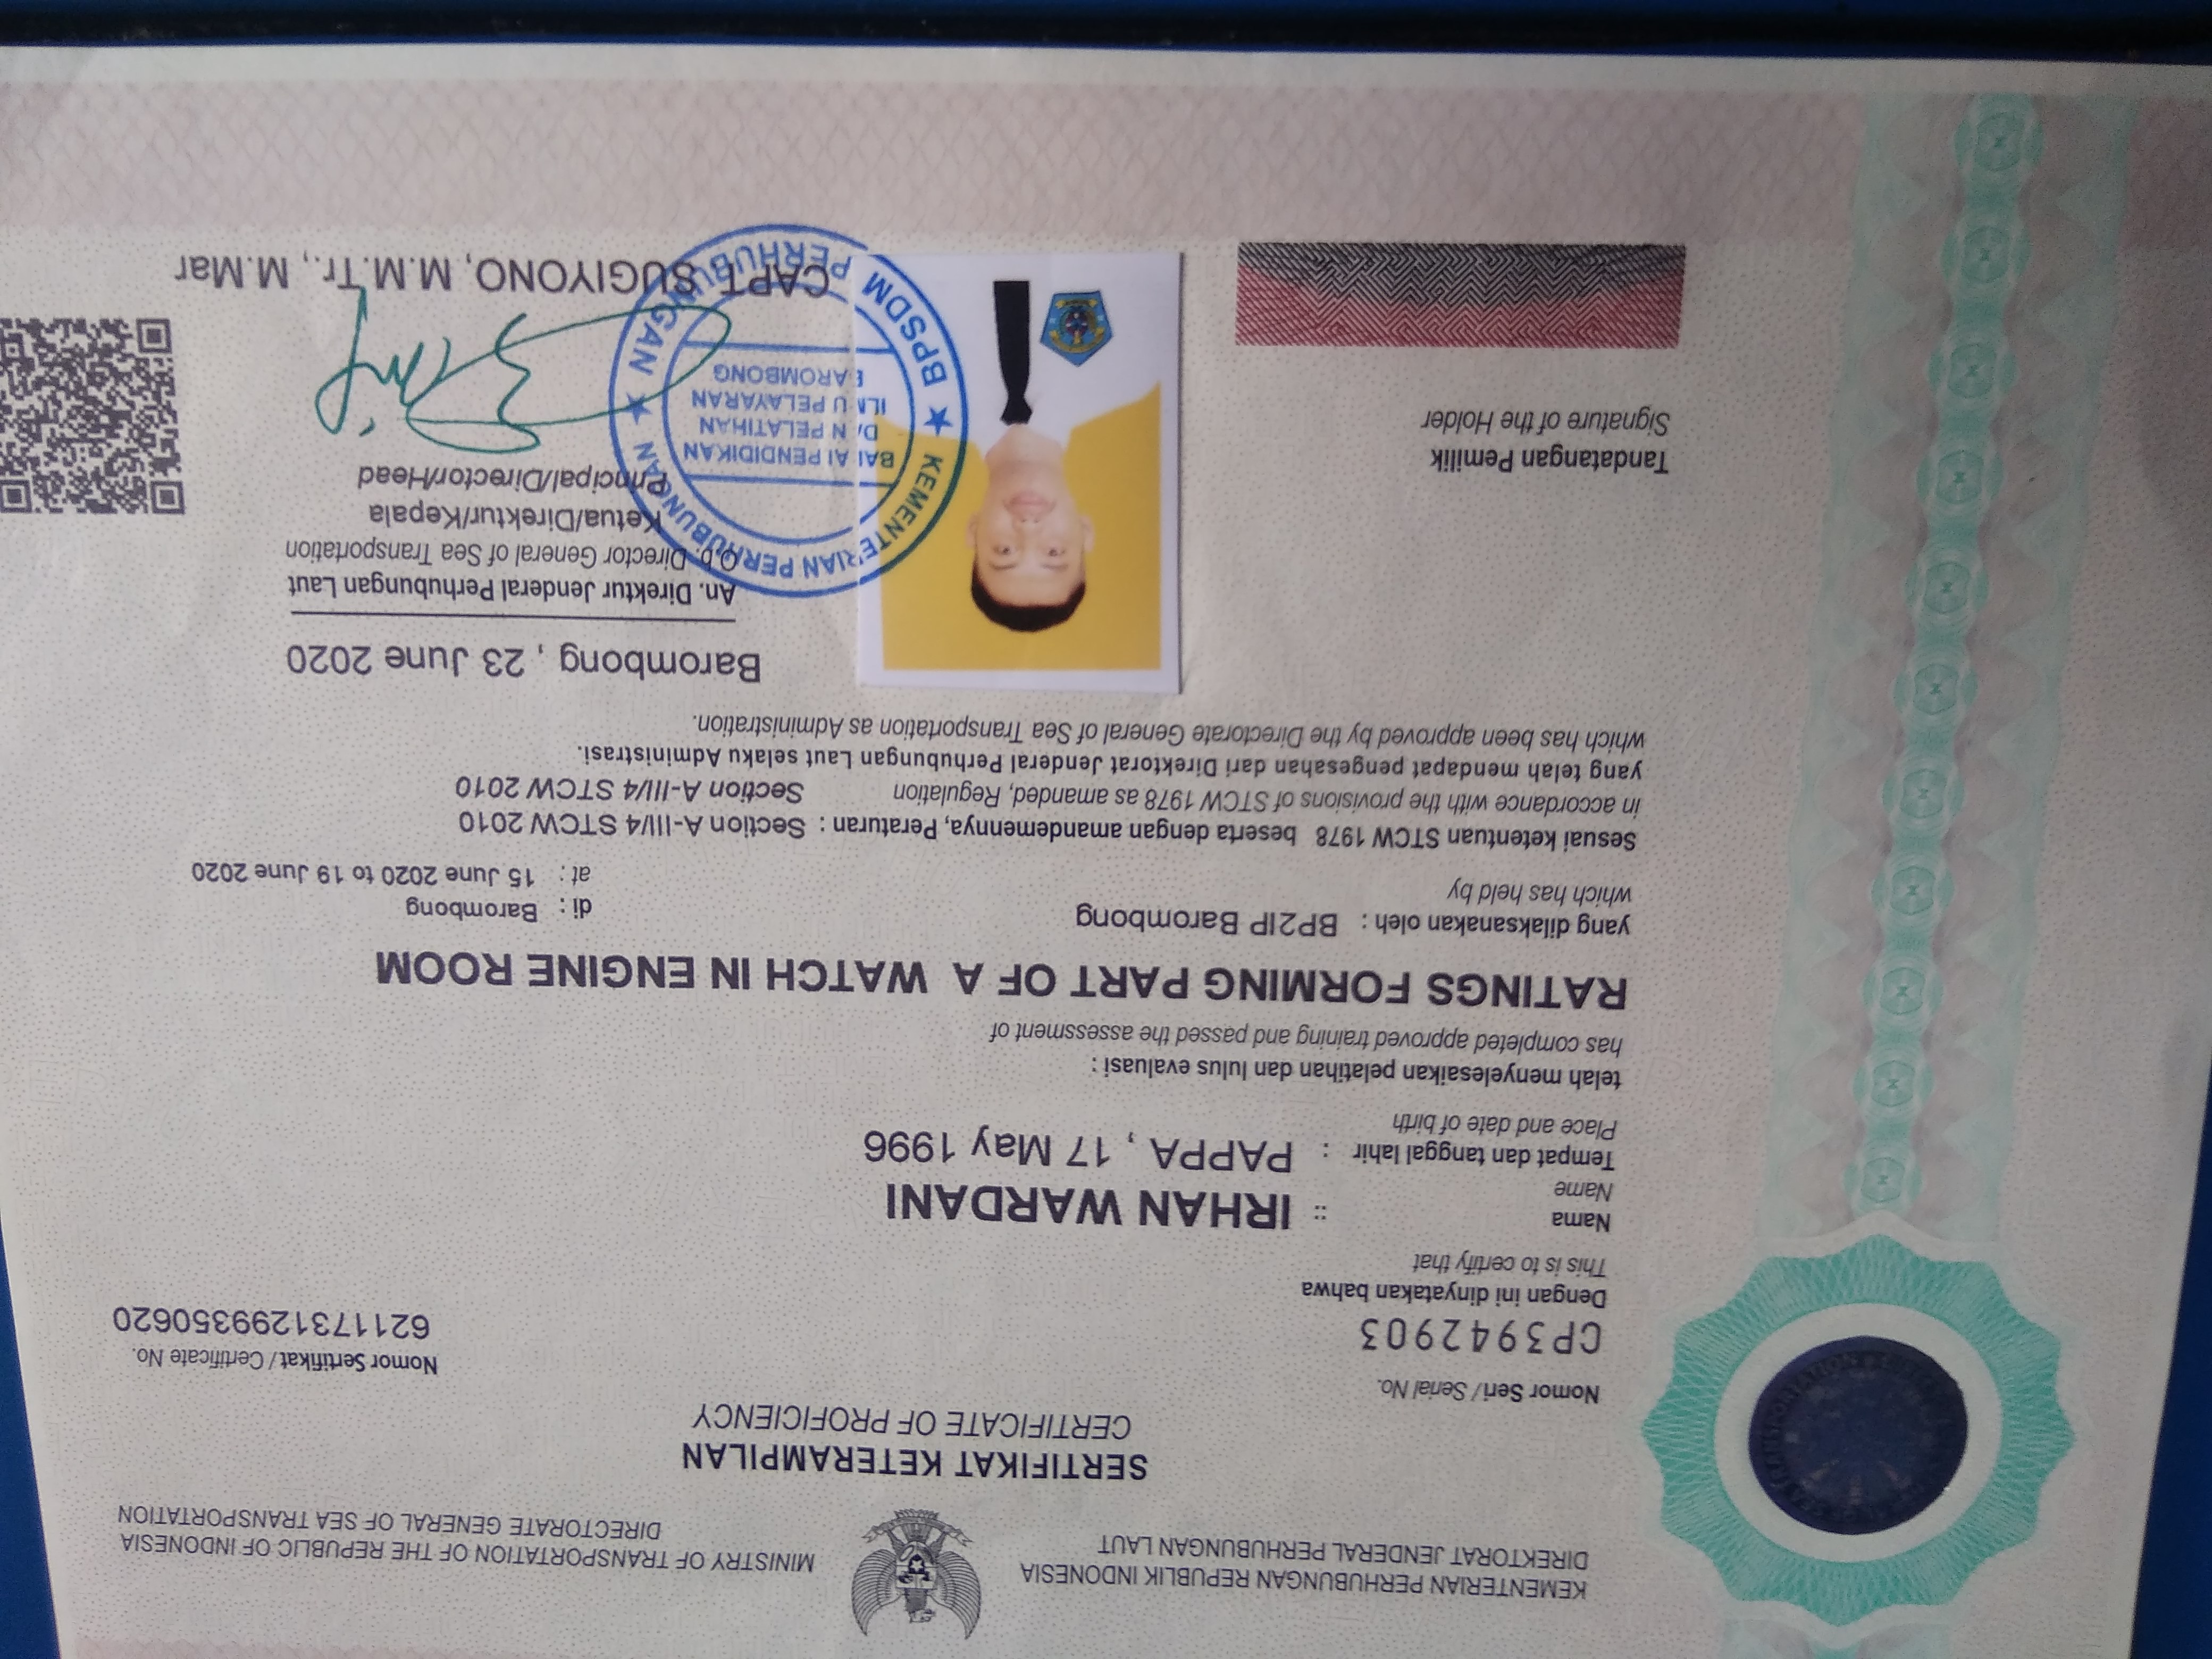 KEMENTERIAN PERHUBUNGAN REPUBLIK INDONESIA
DIREKTORAT JENDERAL PERHUBUNGAN LAUT
MINISTRY OF TRANSPORTATION OF THE REPUBLIC OF INDONESIA
DIRECTORATE GENERAL OF SEA TRANSPORTATION
SERTIFIKAT KETERAMPILAN
CERTIFICATE OF PROFICIENCY
Nomor Seri / Serial No.
CP3942903
Nomor Sertifikat / Certificate No.
6211731299350620
Dengan ini dinyatakan bahwa
This is to certify that
Nama :: IRHAN WARDANI
Name
Tempat dan tanggal lahir : PAPPA , 17 May 1996
Place and date of birth
telah menyelesaikan pelatihan dan lulus evaluasi :
has completed approved training and passed the assessment of
RATINGS FORMING PART OF A WATCH IN ENGINE ROOM
yang dilaksanakan oleh : BP2IP Barombong di : Barombong
which has held by at : 15 June 2020 to 19 June 2020
Sesuai ketentuan STCW 1978 beserta dengan amandemennya, Peraturan : Section A-III/4 STCW 2010
in accordance with the provisions of STCW 1978 as amanded, Regulation Section A-III/4 STCW 2010
yang telah mendapat pengesahan dari Direktorat Jenderal Perhubungan Laut selaku Administrasi.
which has been approved by the Directorate General of Sea Transportation as Administration.
Barombong , 23 June 2020
An. Direktur Jenderal Perhubungan Laut
O.b. Director General of Sea Transportation
Ketua/Direktur/Kepala
Principal/Director/Head
CAPT. SUGIYONO, M.M.Tr., M.Mar
Tandatangan Pemilik
Signature of the Holder
KEMENTERIAN PERHUBUNGAN
BALAI PENDIDIKAN
DAN PELATIHAN
ILMU PELAYARAN
BAROMBONG
BPSDM PERHUBUNGAN